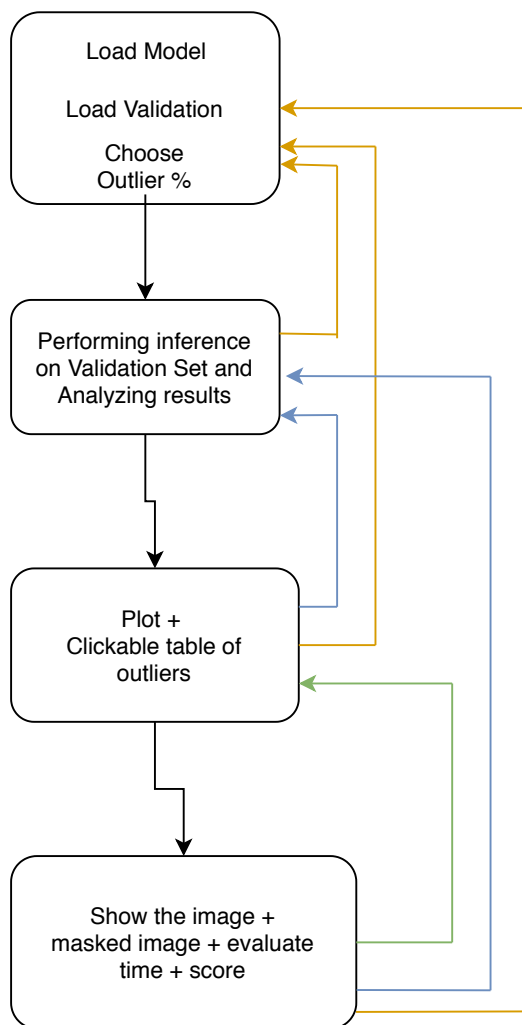 Load Model
Load Validation
Choose
Outlier %
Performing inference
on Validation Set and
Analyzing results
Plot +
Clickable table of
outliers
Show the image +
masked image + evaluate
time + score